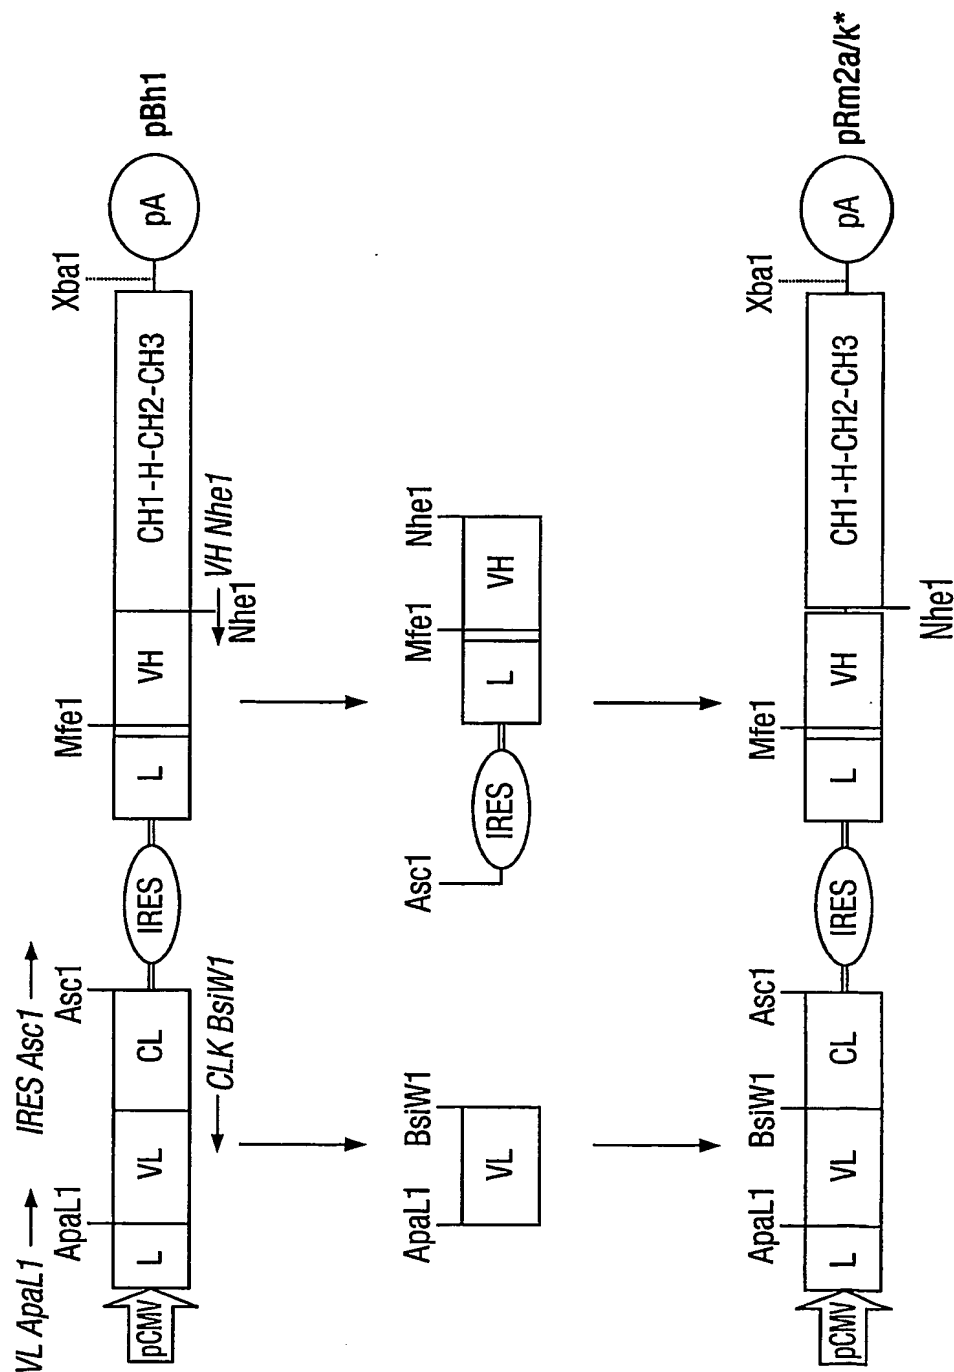 VL ApaL1
IRES Asc1
ApaL1
Asc1
Mfe1
Xba1
pCMV
L
VL
CL
IRES
L
VH
CH1-H-CH2-CH3
pA
pBh1
CLK BsiW1
Nhe1
VH Nhe1
ApaL1
BsiW1
VL
Asc1
IRES
L
Mfe1
VH
Nhe1
ApaL1
BsiW1
Asc1
Mfe1
Xba1
pCMV
L
VL
CL
IRES
L
VH
CH1-H-CH2-CH3
pA
pRm2a/k*
Nhe1